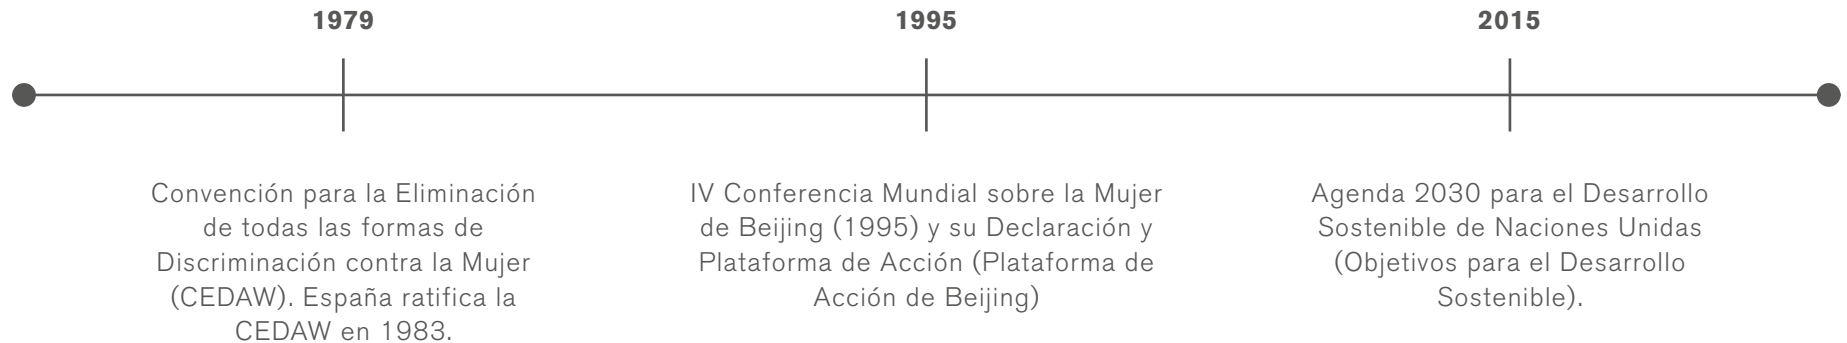 1979
Convención para la Eliminación
de todas las formas de
Discriminación contra la Mujer
(CEDAW). España ratifica la
CEDAW en 1983.
1995
IV Conferencia Mundial sobre la Mujer
de Beijing (1995) y su Declaración y
Plataforma de Acción (Plataforma de
Acción de Beijing)
2015
Agenda 2030 para el Desarrollo
Sostenible de Naciones Unidas
(Objetivos para el Desarrollo
Sostenible).